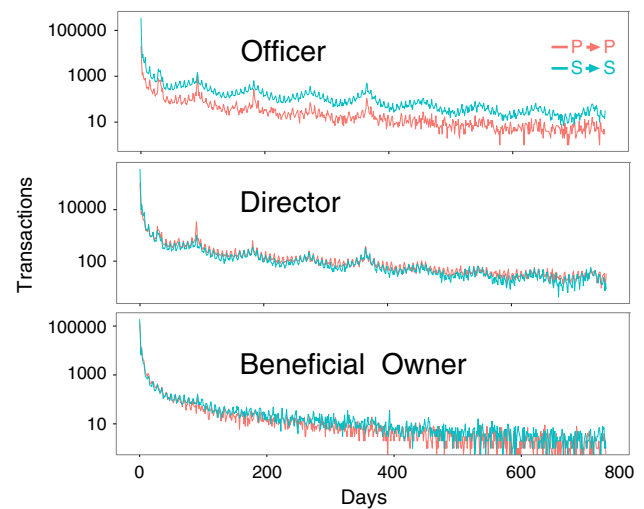 100000
1000
10
Officer
P → P
S → S
Transactions
10000
100
Director
100000
1000
10
Beneficial Owner
0 200 400 600 800
Days